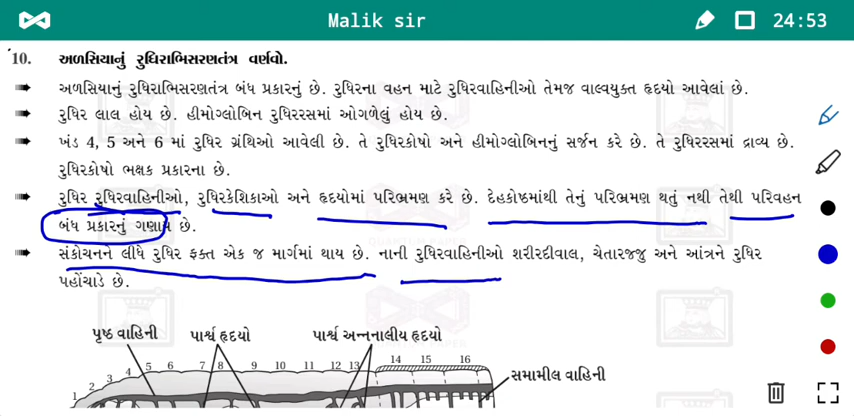 Malik sir
24:53
10. અળસિયાનું રુધિરાભિસરણતંત્ર વર્ણવો.
અળસિયાનું રુધિરાભિસરણતંત્ર બંધ પ્રકારનું છે. રુધિરના વહન માટે રુધિરવાહિનીઓ તેમજ વાલ્વયુક્ત હૃદયો આવેલાં છે.
રુધિર લાલ હોય છે. હીમોગ્લોબિન રુધિરરસમાં ઓગળેલું હોય છે.
ખંડ 4, 5 અને 6 માં રુધિર ગ્રંથિઓ આવેલી છે. તે રુધિરકોષો અને હીમોગ્લોબિનનું સર્જન કરે છે. તે રુધિરરસમાં દ્રાવ્ય છે.
રુધિરકોષો ભક્ષક પ્રકારના છે.
રુધિર રુધિરવાહિનીઓ, રુધિરકેશિકાઓ અને હૃદયોમાં પરિભ્રમણ કરે છે. દેહકોષ્ઠમાંથી તેનું પરિભ્રમણ થતું નથી તેથી પરિવહન
બંધ પ્રકારનું ગણાય છે.
સંકોચનને લીધે રુધિર ફક્ત એક જ માર્ગમાં થાય છે. નાની રુધિરવાહિનીઓ શરીરદીવાલ, ચેતારજ્જુ અને આંત્રને રુધિર
પહોંચાડે છે.
પૃષ્ઠ વાહિની પાર્શ્વ હૃદયો પાર્શ્વ અન્નનાલીય હૃદયો
1 2 3 4 5 6 7 8 9 10 11 12 13 14 15 16
સમામીલ વાહિની